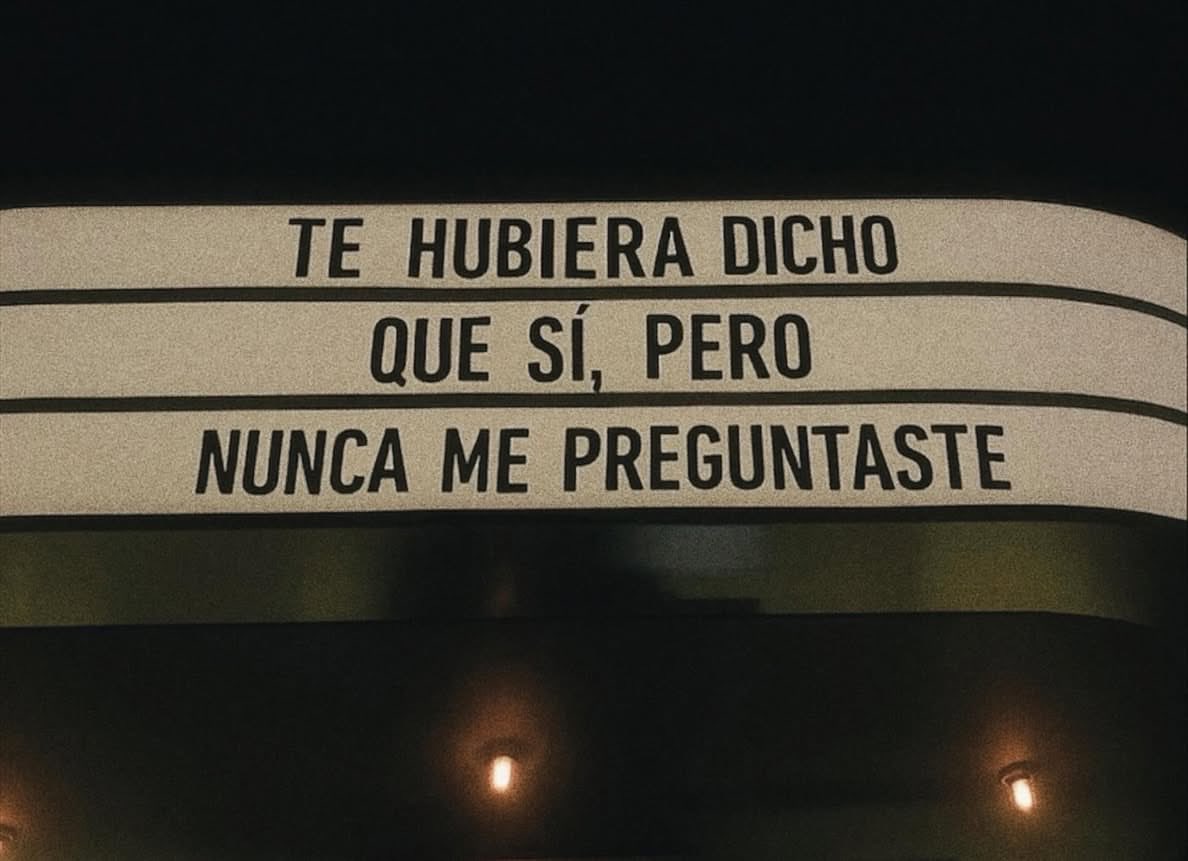 TE HUBIERA DICHO
QUE SÍ, PERO
NUNCA ME PREGUNTASTE